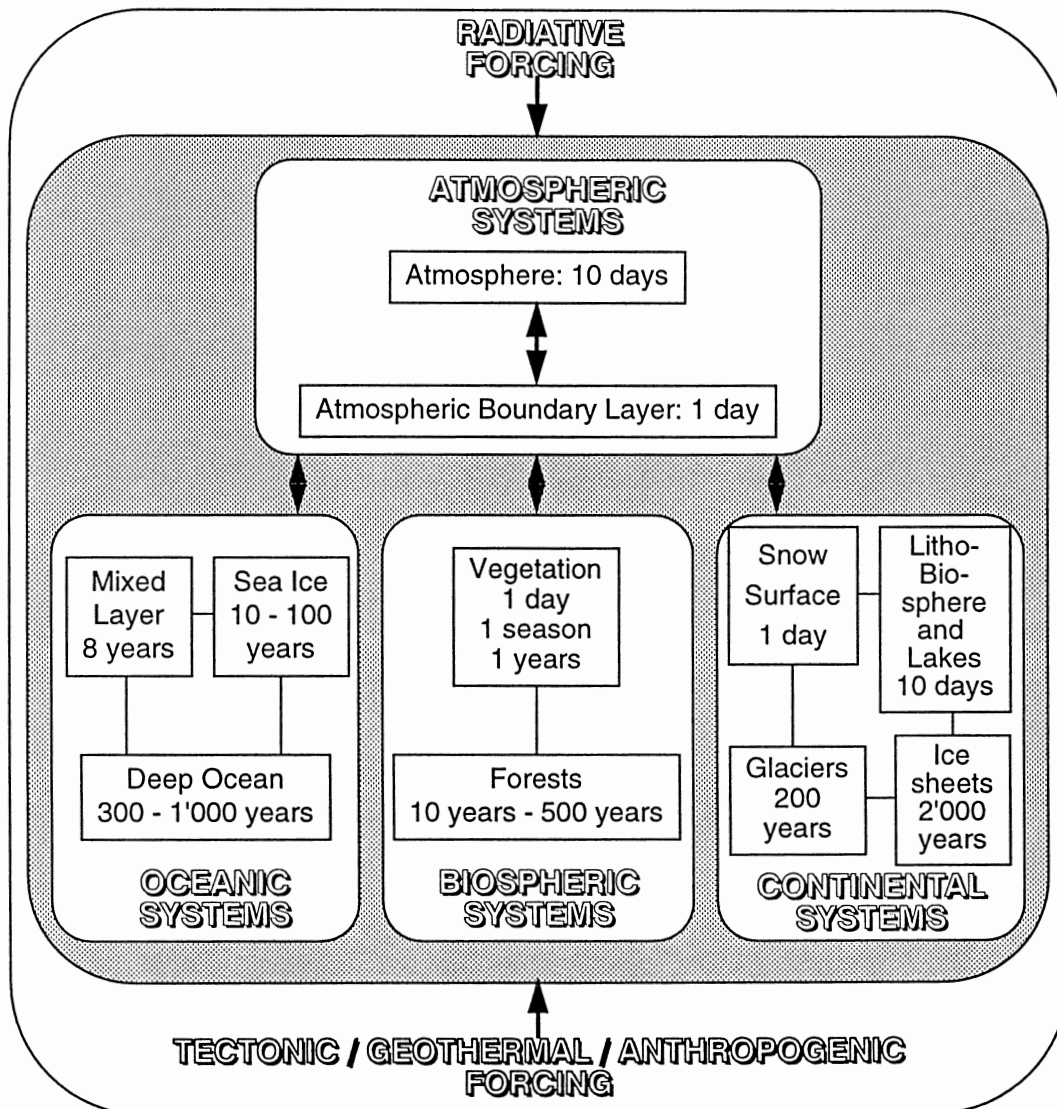 RADIATIVE
FORCING
ATMOSPHERIC
SYSTEMS
Atmosphere: 10 days
Atmospheric Boundary Layer: 1 day
Mixed
Layer
8 years
Sea Ice
10 - 100
years
Deep Ocean
300 - 1'000 years
OCEANIC
SYSTEMS
Vegetation
1 day
1 season
1 years
Forests
10 years - 500 years
BIOSPHERIC
SYSTEMS
Snow
Surface
1 day
Litho-
Bio-
sphere
and
Lakes
10 days
Glaciers
200
years
Ice
sheets
2'000
years
CONTINENTAL
SYSTEMS
TECTONIC / GEOTHERMAL / ANTHROPOGENIC
FORCING